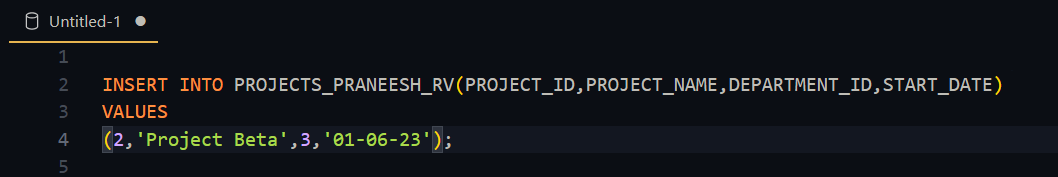 Untitled-1
1
2 INSERT INTO PROJECTS_PRANEESH_RV(PROJECT_ID,PROJECT_NAME,DEPARTMENT_ID,START_DATE)
3 VALUES
4 (2,'Project Beta',3,'01-06-23');
5